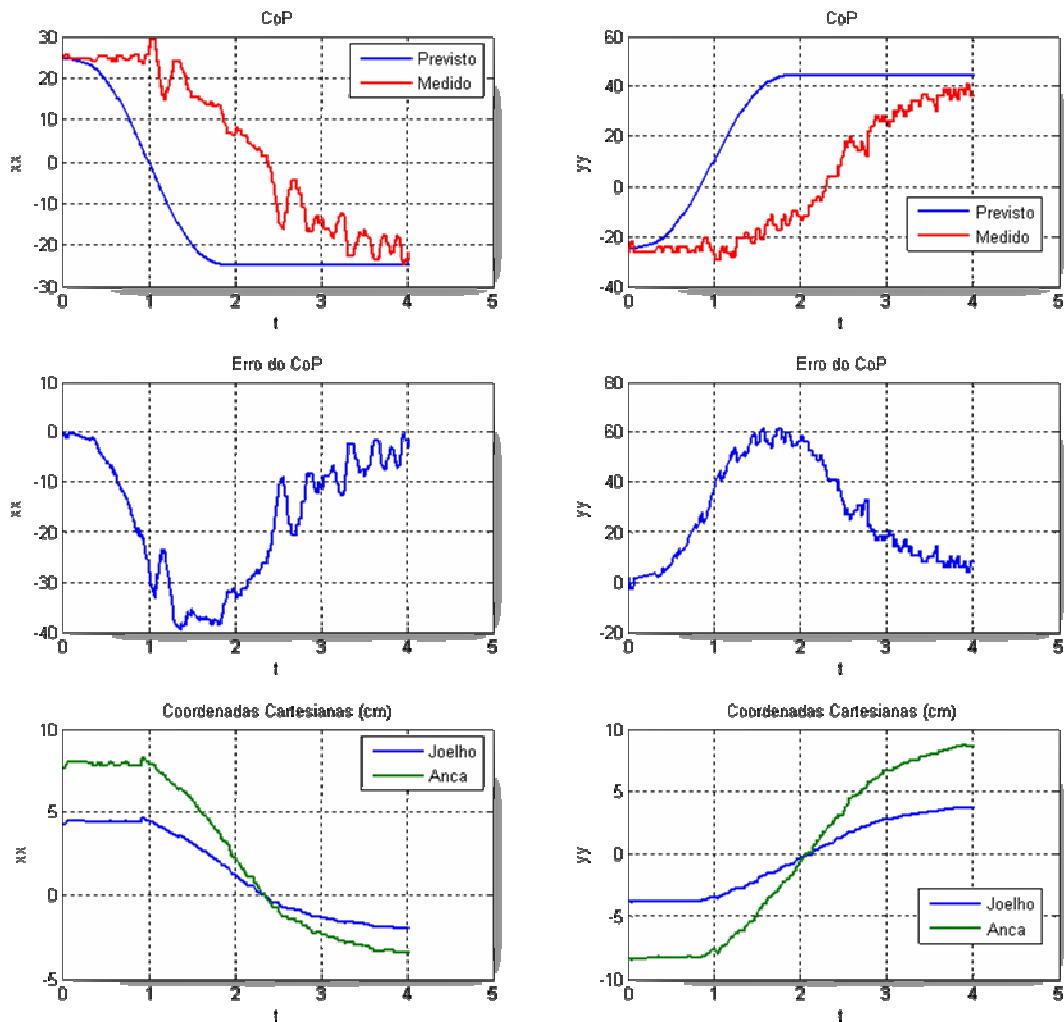 CoP
30
20
10
0
-10
-20
-30
xx
0 1 2 3 4 5
t
Previsto
Medido
CoP
60
40
20
0
-20
-40
yy
0 1 2 3 4 5
t
Previsto
Medido
Erro do CoP
10
0
-10
-20
-30
-40
xx
0 1 2 3 4 5
t
Erro do CoP
80
60
40
20
0
-20
yy
0 1 2 3 4 5
t
Coordenadas Cartesianas (cm)
10
5
0
-5
xx
0 1 2 3 4 5
t
Joelho
Anca
Coordenadas Cartesianas (cm)
10
5
0
-5
-10
yy
0 1 2 3 4 5
t
Joelho
Anca